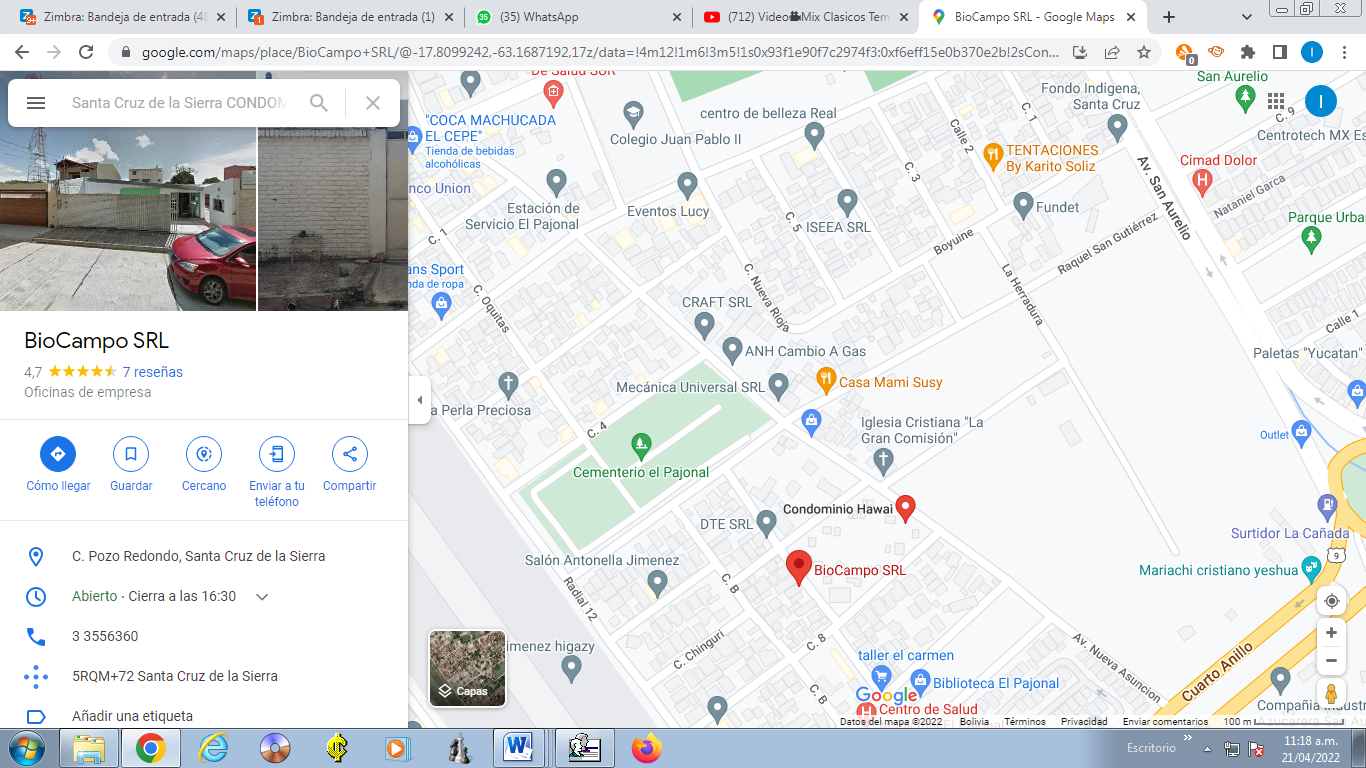 Zimbra: Bandeja de entrada (48
Zimbra: Bandeja de entrada (1)
(35) WhatsApp
BioCampo SRL - Google Maps
google.com/maps/place/BioCampo+SRL/@-17.8099242,-63.1687192,17z/data=!4m12!1m6!3m5!1s0x93f1e90f7c2974f3:0xf6eff15e0b370e2b!2sCon...
0
I
Santa Cruz de la Sierra CONDOM
BioCampo SRL
4,7
7 reseñas
Oficinas de empresa
Cómo llegar
Guardar
Cercano
Enviar a tu
teléfono
Compartir
C. Pozo Redondo, Santa Cruz de la Sierra
Abierto · Cierra a las 16:30
3 3556360
5RQM+72 Santa Cruz de la Sierra
Añadir una etiqueta
De Salud SUR
"COCA MACHUCADA
EL CEPE"
Tienda de bebidas
alcohólicas
nco Union
Colegio Juan Pablo II
centro de belleza Real
Fondo Indigena,
Santa Cruz
San Aurelio
I
Centrotech MX Es
Calle 2
TENTACIONES
By Karito Soliz
Av. San Aurelio
Cimad Dolor
Nataniel Garca
Estación de
Servicio El Pajonal
Eventos Lucy
C. 3
C. 5
ISEEA SRL
Fundet
Parque Urba
C. 1
Boyuine
Raquel San Gutiérrez
ans Sport
nda de ropa
C. Oquitas
C. Nueva Rioja
La Herradura
CRAFT SRL
Calle 1
ANH Cambio A Gas
Paletas "Yucatan"
Mecánica Universal SRL
Casa Mami Susy
a Perla Preciosa
C. 4
Iglesia Cristiana "La
Gran Comisión"
Outlet
Cementerio el Pajonal
Condominio Hawai
DTE SRL
Surtidor La Cañada
9
Salón Antonella Jimenez
BioCampo SRL
Mariachi cristiano yeshua
Radial 12
C. B
C. 8
imenez higazy
C. Chinguri
Av. Nueva Asuncion
Cuarto Anillo
taller el carmen
Biblioteca El Pajonal
C. B
Google
Centro de Salud
Compañia Indust
Capas
Datos del mapa ©2022
Bolivia
Términos
Privacidad
Enviar comentarios
100 m
Escritorio
11:18 a.m.
21/04/2022